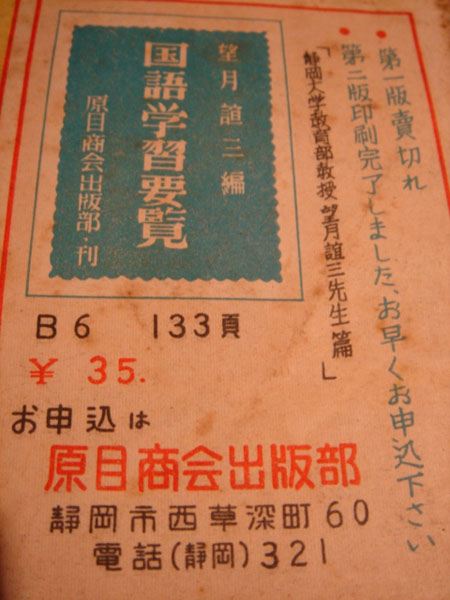 第一版賣切れ
第二版印刷完了しました、お早くお申込下さい
「静岡大学教育部教授 望月誼三先生篇」
望月誼三編
国語学習要覧
原目商会出版部・刊
B6 133頁
¥ 35.
お申込は
原目商会出版部
静岡市西草深町60
電話(静岡)321